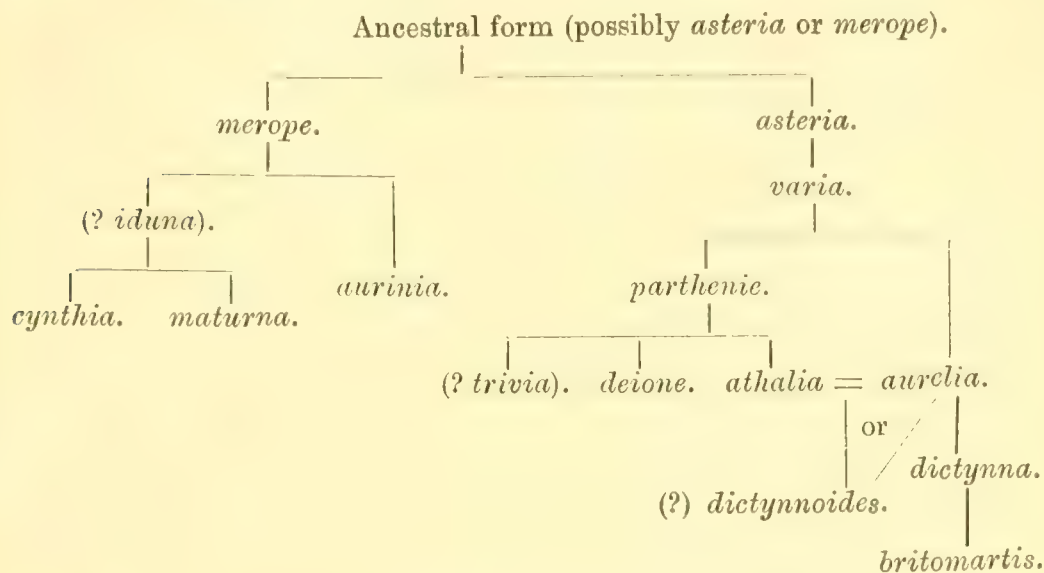 Ancestral form (possibly asteria or merope).
merope. asteria.
varia.
(? iduna).
aurinia. parthenie.
cynthia. maturna.
(? trivia). deione. athalia = aurelia.
or
dictynna.
(?) dictynnoides.
britomartis.